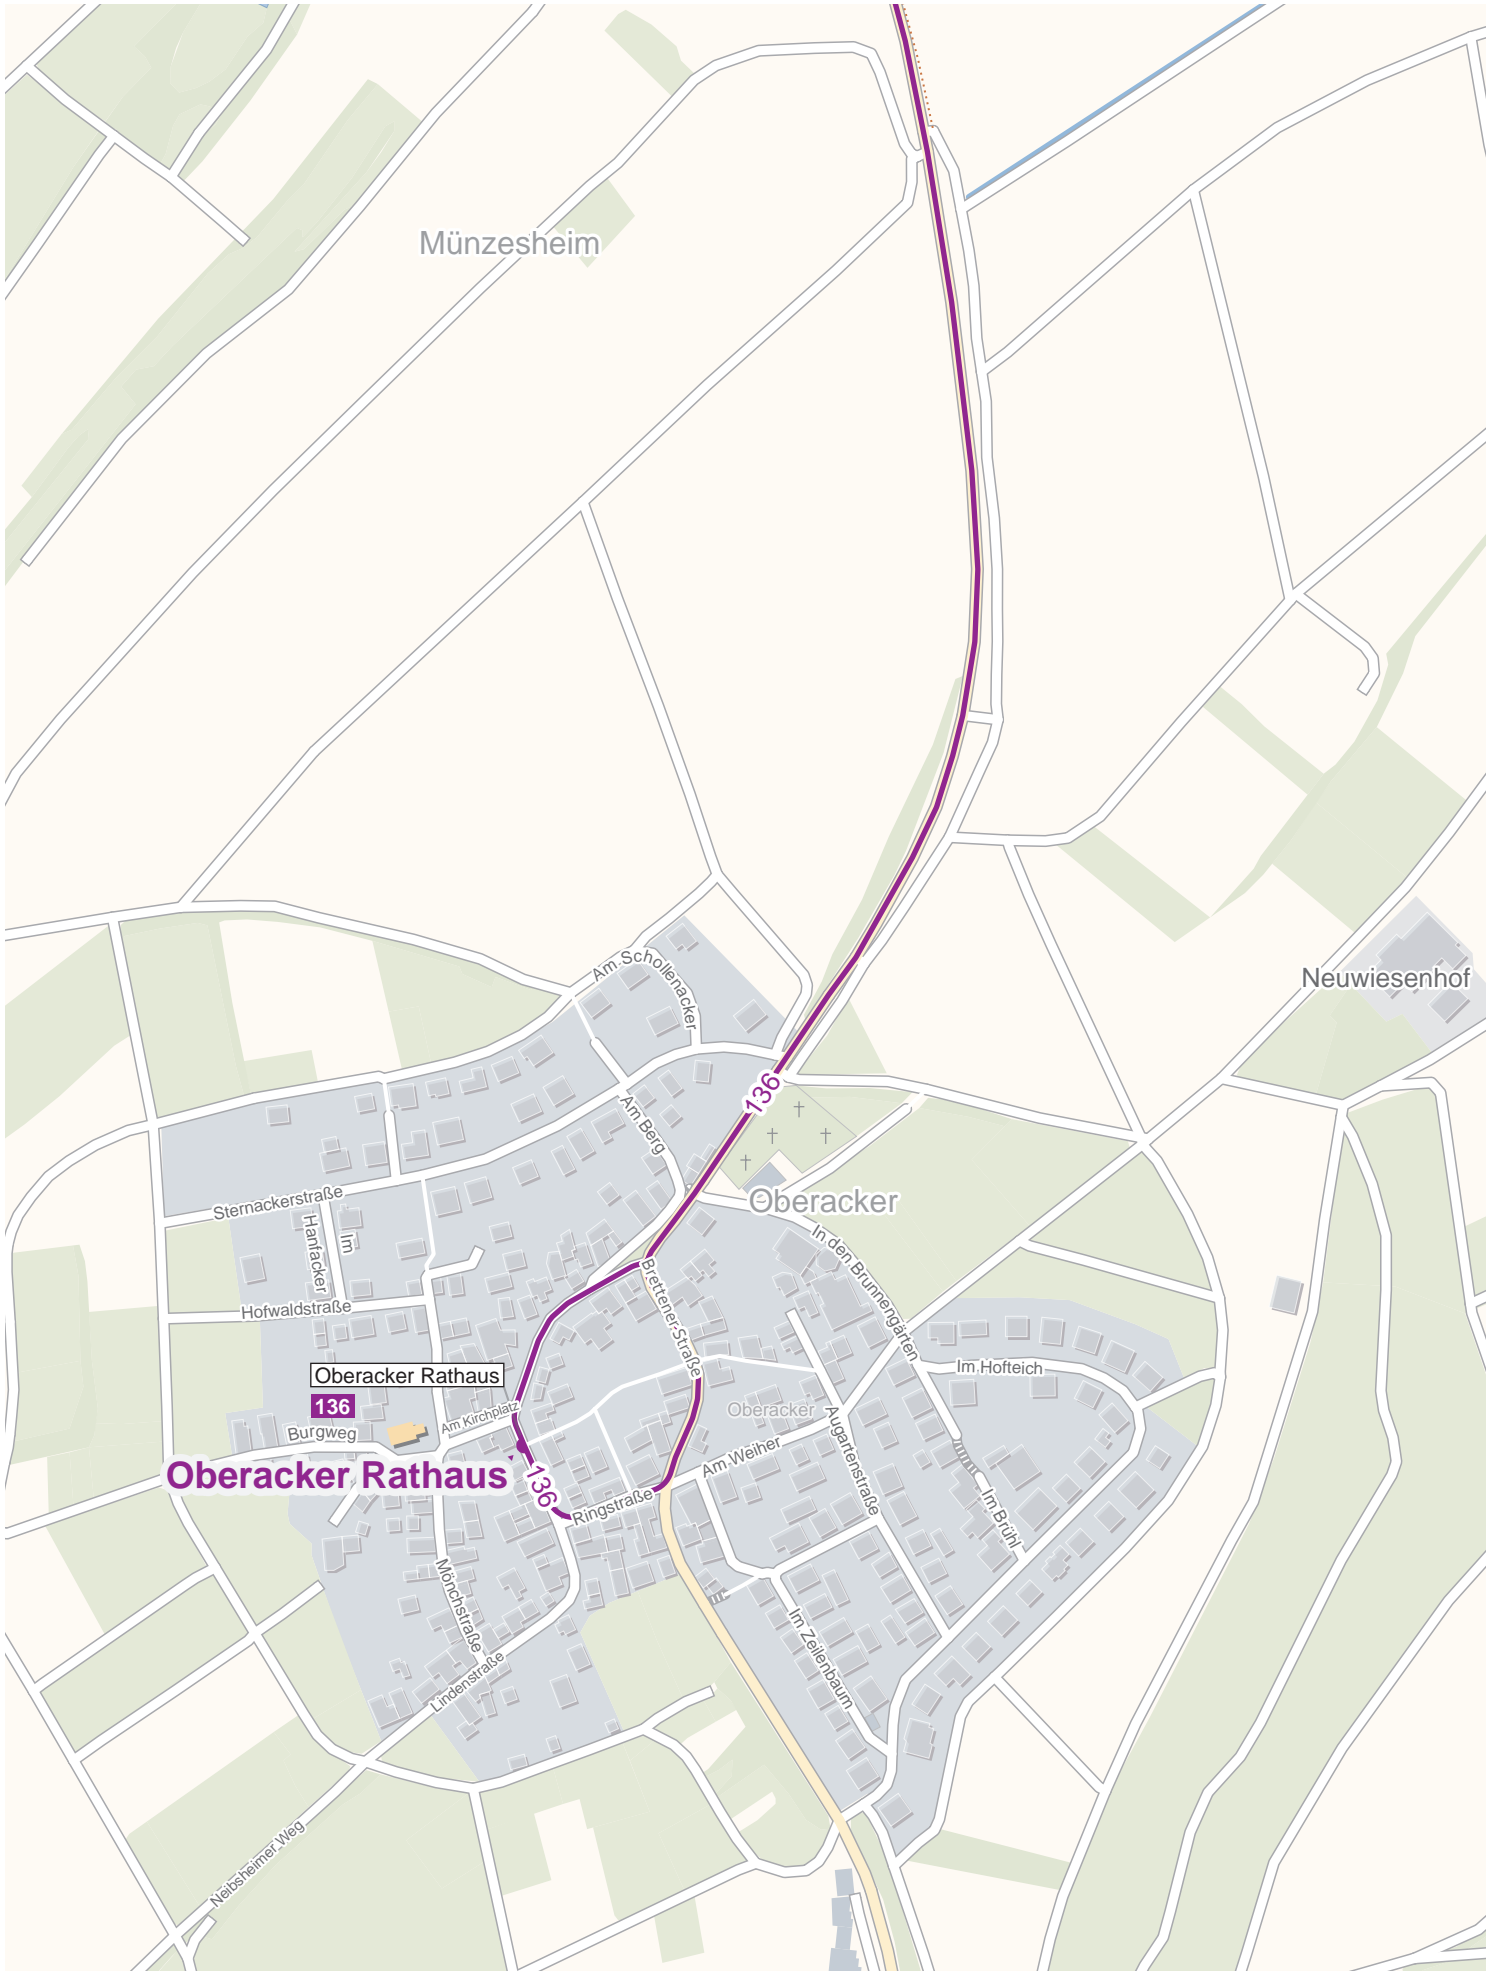 Münzesheim
Neuwiesenhof
Am Schollenacker
136
Am Berg
Sternackerstraße
Im
Hanfacker
Oberacker
In den Brunnengärten
Brettener Straße
Hofwaldstraße
Im Hofteich
Oberacker Rathaus
136
Am Kirchplatz
Oberacker
Burgweg
Augartenstraße
Am Weiher
Oberacker Rathaus
136
Ringstraße
Im Brühl
Mönchstraße
Im Zeilenbaum
Lindenstraße
Neibsheimer Weg